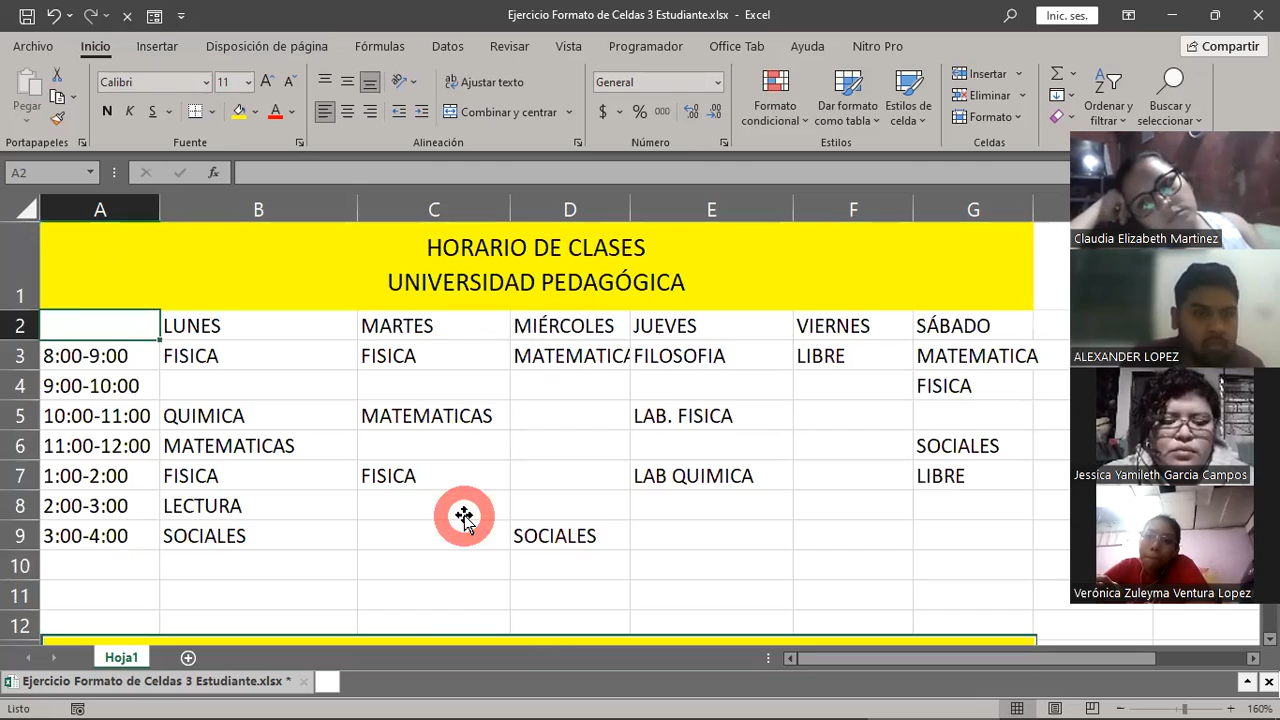 Ejercicio Formato de Celdas 3 Estudiante.xlsx - Excel
Inic. ses.
Archivo Inicio Insertar Disposición de página Fórmulas Datos Revisar Vista Programador Office Tab Ayuda Nitro Pro Compartir
Pegar
Calibri 11
N K S
Ajustar texto
Combinar y centrar
General
$ % 000
Formato condicional
Dar formato como tabla
Estilos de celda
Insertar
Eliminar
Formato
Ordenar y filtrar
Buscar y seleccionar
Portapapeles Fuente Alineación Número Estilos Celdas
A2 fx
A B C D E F G
1 HORARIO DE CLASES
UNIVERSIDAD PEDAGÓGICA
2 LUNES MARTES MIÉRCOLES JUEVES VIERNES SÁBADO
3 8:00-9:00 FISICA FISICA MATEMATICA FILOSOFIA LIBRE MATEMATICA
4 9:00-10:00 FISICA
5 10:00-11:00 QUIMICA MATEMATICAS LAB. FISICA
6 11:00-12:00 MATEMATICAS SOCIALES
7 1:00-2:00 FISICA FISICA LAB QUIMICA LIBRE
8 2:00-3:00 LECTURA
9 3:00-4:00 SOCIALES SOCIALES
10
11
12
Claudia Elizabeth Martinez
ALEXANDER LOPEZ
Jessica Yamileth Garcia Campos
Verónica Zuleyma Ventura Lopez
Hoja1
Ejercicio Formato de Celdas 3 Estudiante.xlsx *
Listo 160%